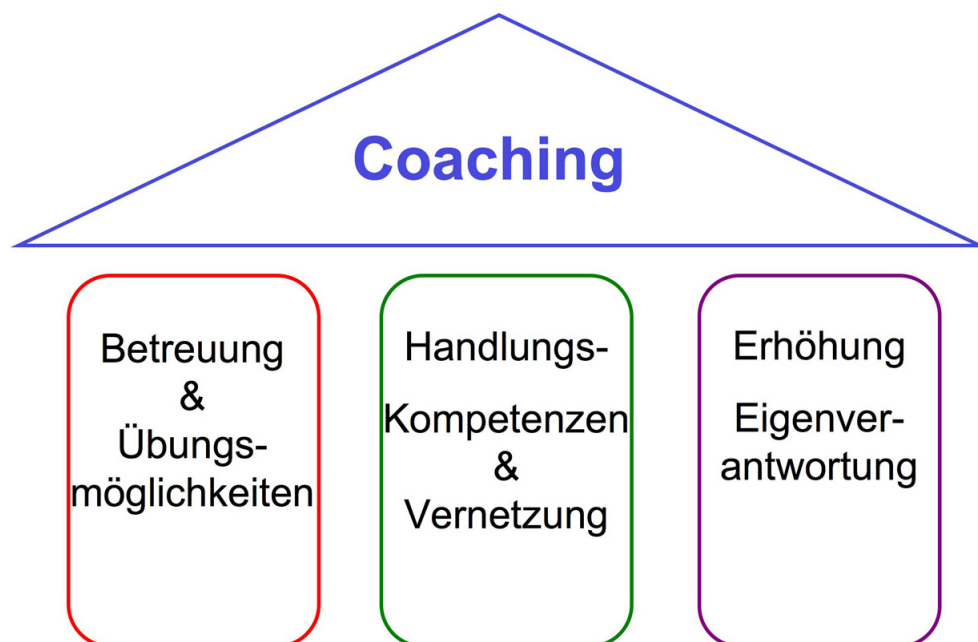 Coaching
Betreuung
&
Übungs-
möglichkeiten
Handlungs-
Kompetenzen
&
Vernetzung
Erhöhung
Eigenver-
antwortung